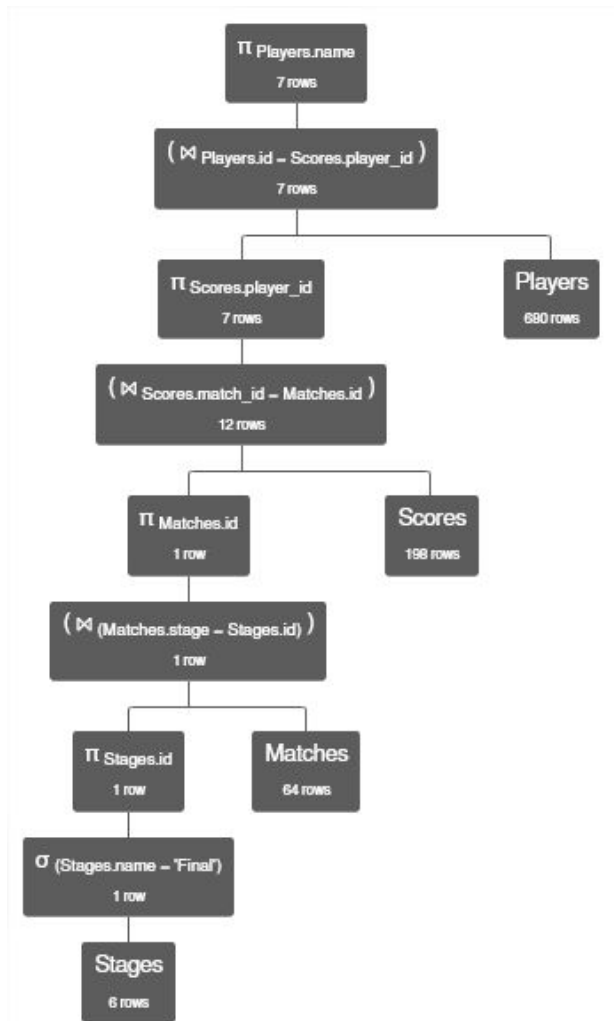 π Players.name
7 rows
( ⋈ Players.id = Scores.player_id )
7 rows
π Scores.player_id
7 rows
Players
680 rows
( ⋈ Scores.match_id = Matches.id )
12 rows
π Matches.id
1 row
Scores
198 rows
( ⋈ (Matches.stage = Stages.id) )
1 row
π Stages.id
1 row
Matches
64 rows
σ (Stages.name = 'Final')
1 row
Stages
6 rows